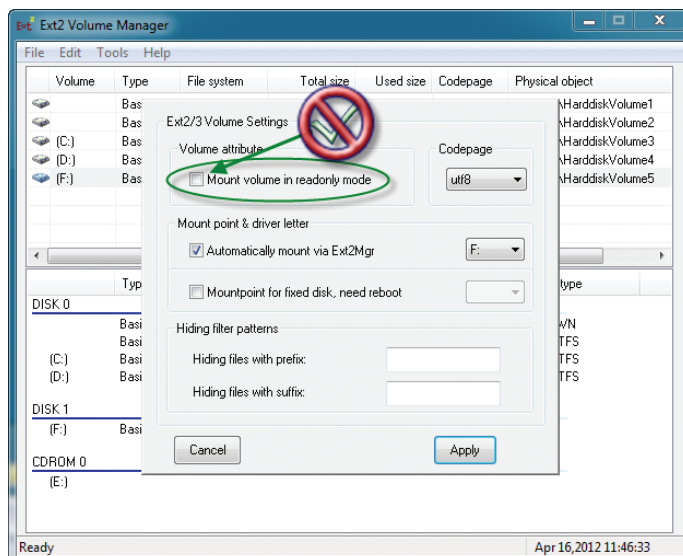 Ext2 Ext2 Volume Manager
File Edit Tools Help
Volume Type File system Total size Used size Codepage Physical object
Bas \HarddiskVolume1
Bas \HarddiskVolume2
(C:) Bas \HarddiskVolume3
(D:) Bas \HarddiskVolume4
(F:) Bas \HarddiskVolume5
Ext2/3 Volume Settings
Volume attribute
Mount volume in readonly mode
Codepage
utf8
Mount point & driver letter
Automatically mount via Ext2Mgr F:
Mountpoint for fixed disk, need reboot
Hiding filter patterns
Hiding files with prefix:
Hiding files with suffix:
Cancel Apply
Typ type
DISK 0
Basi
Basi TFS
(C:) Basi TFS
(D:) Basi
DISK 1
(F:) Basi
CDROM 0
(E:)
Ready Apr 16,2012 11:46:33